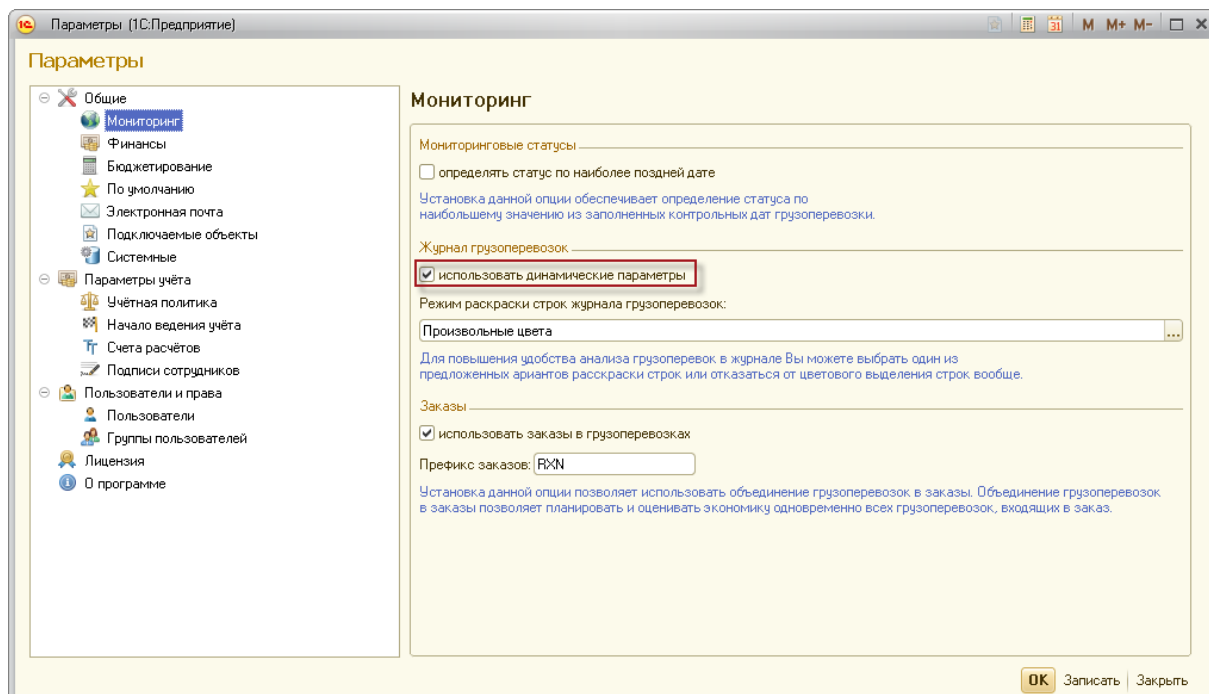 Параметры (1С:Предприятие)
31 M M+ M-
Параметры
Общие
Мониторинг
Финансы
Бюджетирование
По умолчанию
Электронная почта
Подключаемые объекты
Системные
Параметры учёта
Учётная политика
Начало ведения учёта
Счета расчётов
Подписи сотрудников
Пользователи и права
Пользователи
Группы пользователей
Лицензия
О программе
Мониторинг
Мониторинговые статусы
определять статус по наиболее поздней дате
Установка данной опции обеспечивает определение статуса по
наибольшему значению из заполненных контрольных дат грузоперевозки.
Журнал грузоперевозок
использовать динамические параметры
Режим раскраски строк журнала грузоперевозок:
Произвольные цвета
...
Для повышения удобства анализа грузоперевок в журнале Вы можете выбрать один из
предложенных ариантов расскраски строк или отказаться от цветового выделения строк вообще.
Заказы
использовать заказы в грузоперевозках
Префикс заказов: RXN
Установка данной опции позволяет использовать объединение грузоперевозок в заказы. Объединение грузоперевозок
в заказы позволяет планировать и оценивать экономику одновременно всех грузоперевозок, входящих в заказ.
OK Записать Закрыть